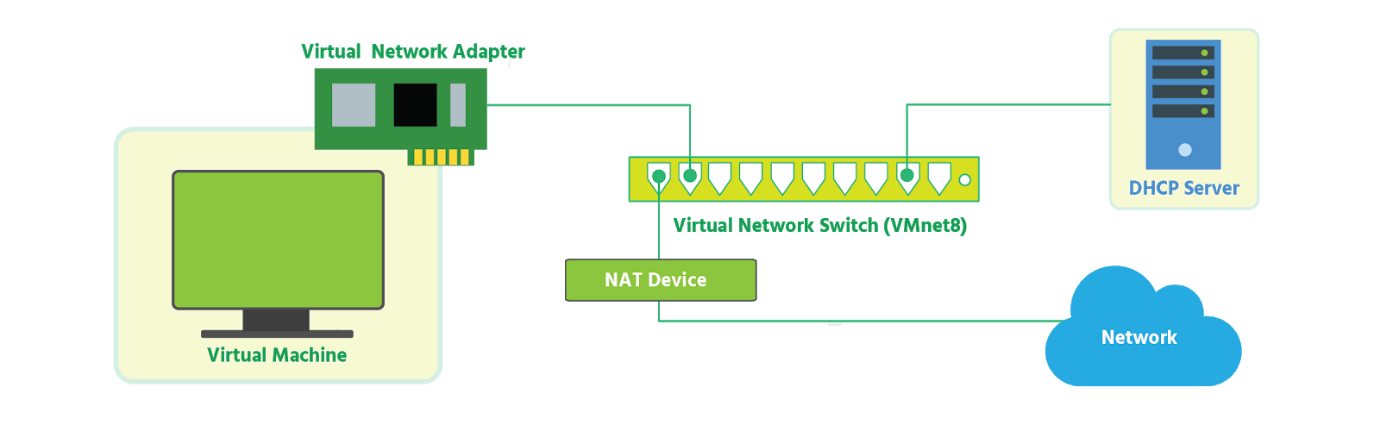 Virtual Network Adapter
DHCP Server
Virtual Network Switch (VMnet8)
NAT Device
Network
Virtual Machine